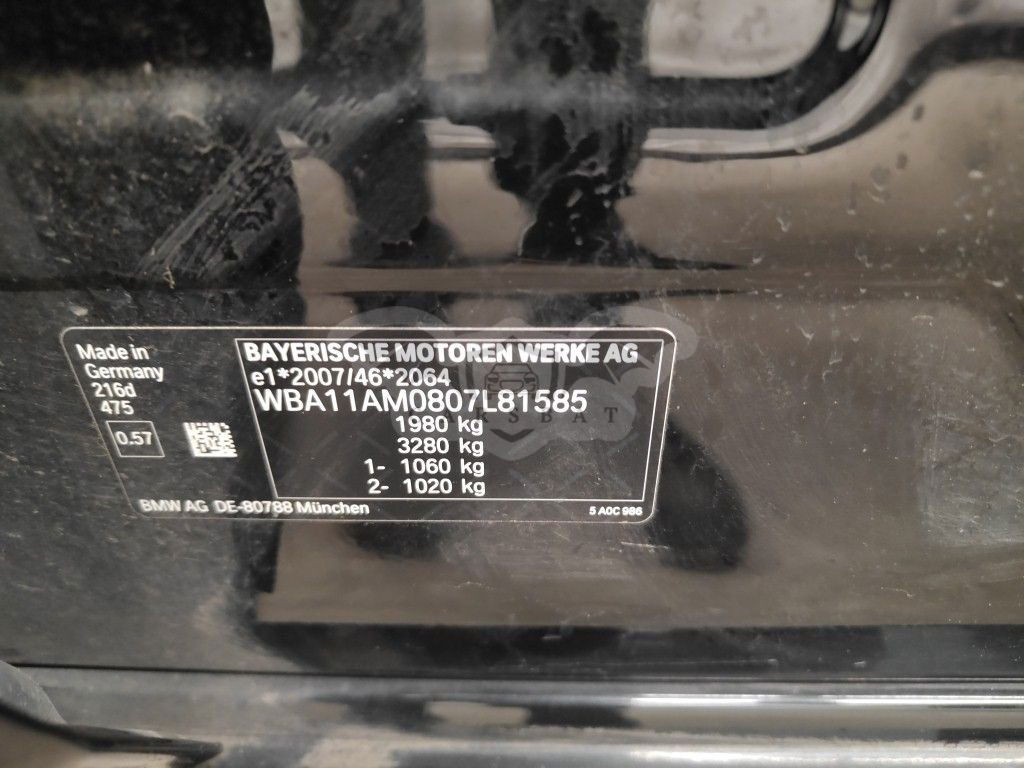 Made in
Germany
216d
475
0.57
BAYERISCHE MOTOREN WERKE AG
e1*2007/46*2064
WBA11AM0807L81585
1980 kg
3280 kg
1- 1060 kg
2- 1020 kg
BMW AG DE-80788 München
5 A0C 986